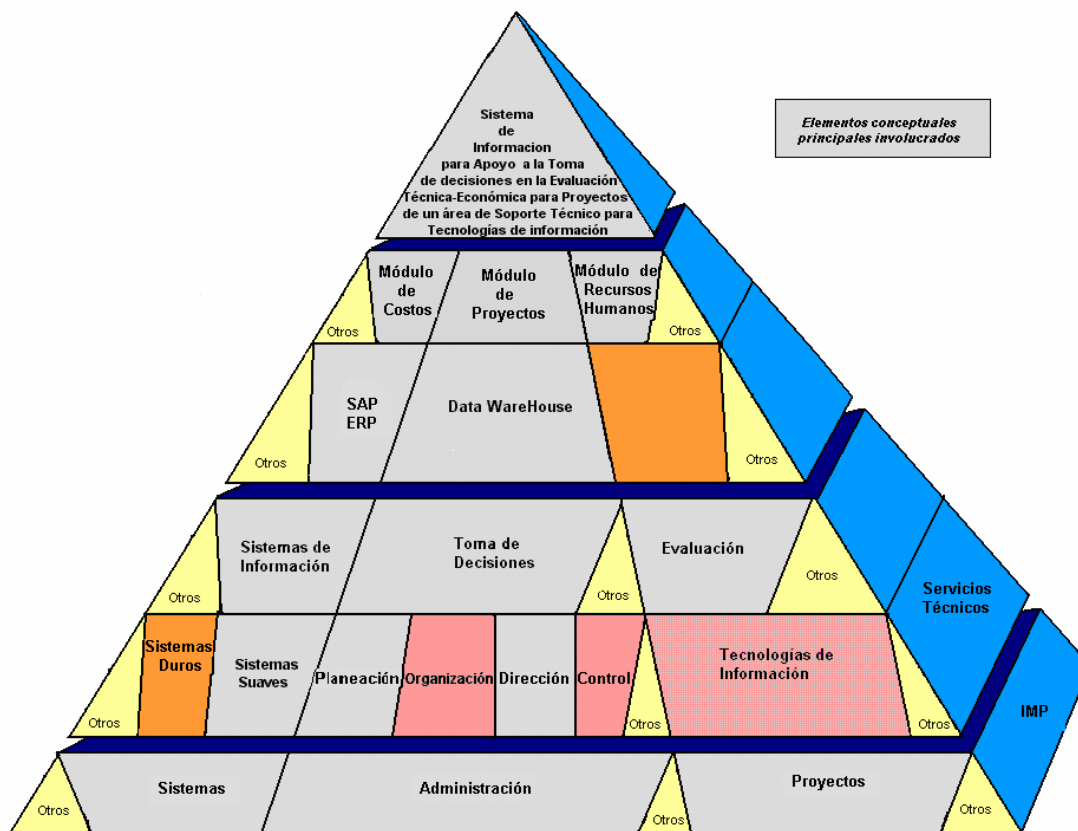 Sistema
de
Informacion
para Apoyo a la Toma
de decisiones en la Evaluación
Técnica-Económica para Proyectos
de un área de Soporte Técnico para
Tecnologías de información
Elementos conceptuales
principales involucrados
Otros
Módulo
de
Costos
Módulo
de
Proyectos
Módulo de
Recursos
Humanos
Otros
Otros
SAP
ERP
Data WareHouse
Otros
Otros
Sistemas de
Información
Toma de
Decisiones
Otros
Evaluación
Otros
Servicios
Técnicos
Otros
Sistemas
Duros
Sistemas
Suaves
Planeación
Organización
Dirección
Control
Otros
Tecnologías de
Información
Otros
IMP
Otros
Sistemas
Administración
Otros
Proyectos
Otros